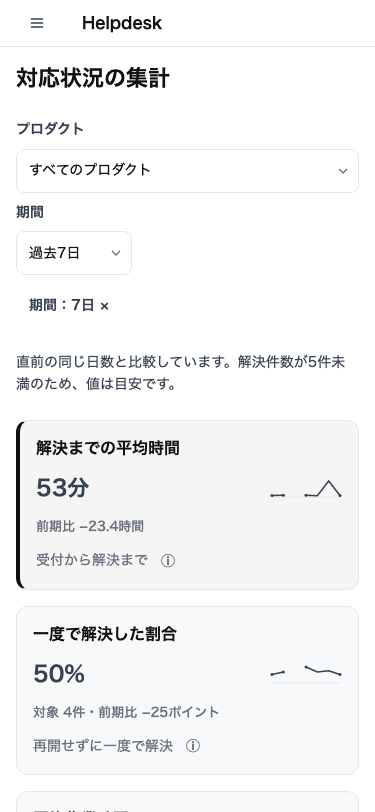 Helpdesk
対応状況の集計
プロダクト
すべてのプロダクト
期間
過去7日
期間：7日 ×
直前の同じ日数と比較しています。解決件数が5件未
満のため、値は目安です。
解決までの平均時間
53分
前期比 −23.4時間
受付から解決まで ⓘ
一度で解決した割合
50%
対象 4件・前期比 −25ポイント
再開せずに一度で解決 ⓘ